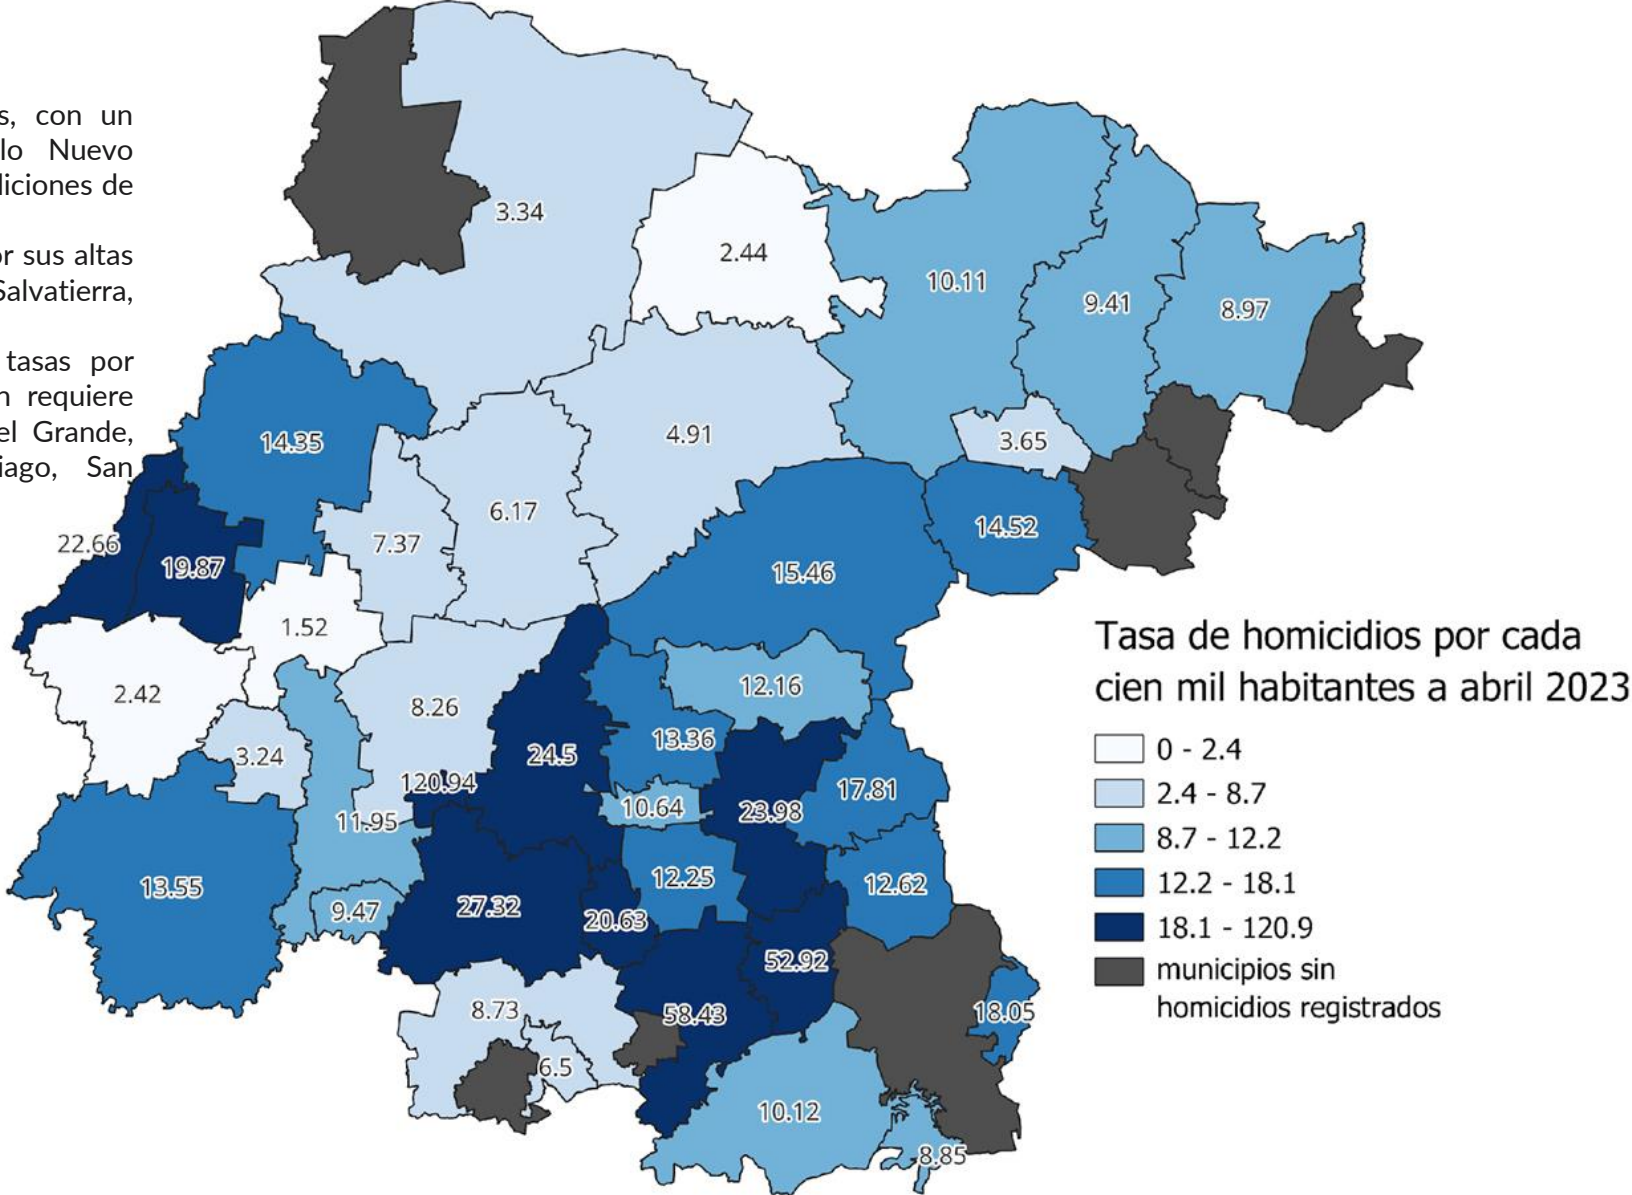 s, con un
lo Nuevo
diciones de
or sus altas
Salvatierra,
tasas por
n requiere
el Grande,
iago, San
3.34
2.44
10.11
9.41
8.97
14.35
4.91
3.65
6.17
7.37
14.52
22.66
19.87
15.46
1.52
2.42
8.26
12.16
3.24
24.5
13.36
120.94
17.81
10.64
23.98
11.95
13.55
12.25
12.62
27.32
9.47
20.63
52.92
8.73
58.43
18.05
6.5
10.12
8.85
Tasa de homicidios por cada
cien mil habitantes a abril 2023
0 - 2.4
2.4 - 8.7
8.7 - 12.2
12.2 - 18.1
18.1 - 120.9
municipios sin
homicidios registrados